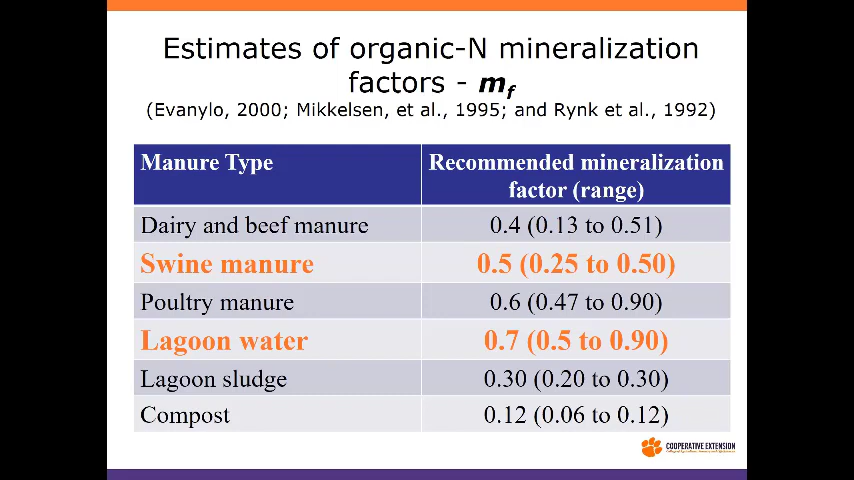 Estimates of organic-N mineralization
factors - mf
(Evanylo, 2000; Mikkelsen, et al., 1995; and Rynk et al., 1992)
Manure Type
Recommended mineralization
factor (range)
Dairy and beef manure
0.4 (0.13 to 0.51)
Swine manure
0.5 (0.25 to 0.50)
Poultry manure
0.6 (0.47 to 0.90)
Lagoon water
0.7 (0.5 to 0.90)
Lagoon sludge
0.30 (0.20 to 0.30)
Compost
0.12 (0.06 to 0.12)
COOPERATIVE EXTENSION